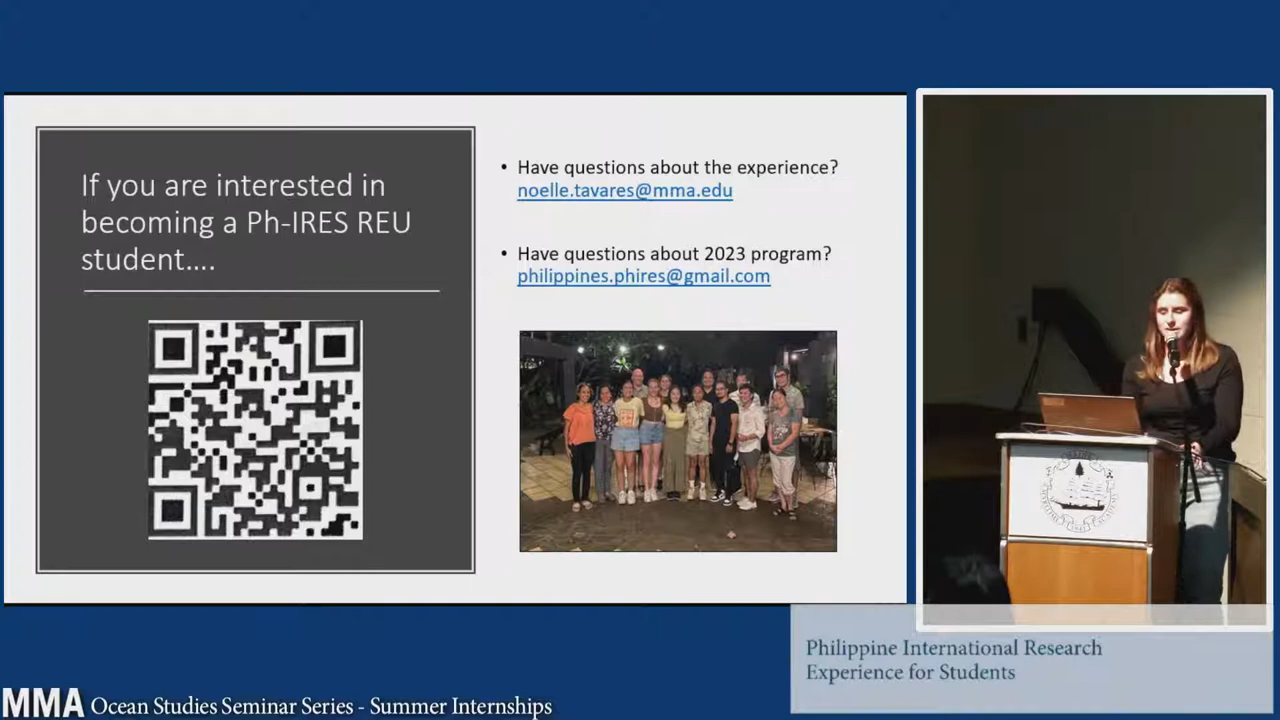 If you are interested in
becoming a Ph-IRES REU
student....
• Have questions about the experience?
noelle.tavares@mma.edu
• Have questions about 2023 program?
philippines.phires@gmail.com
Philippine International Research
Experience for Students
MMA Ocean Studies Seminar Series - Summer Internships